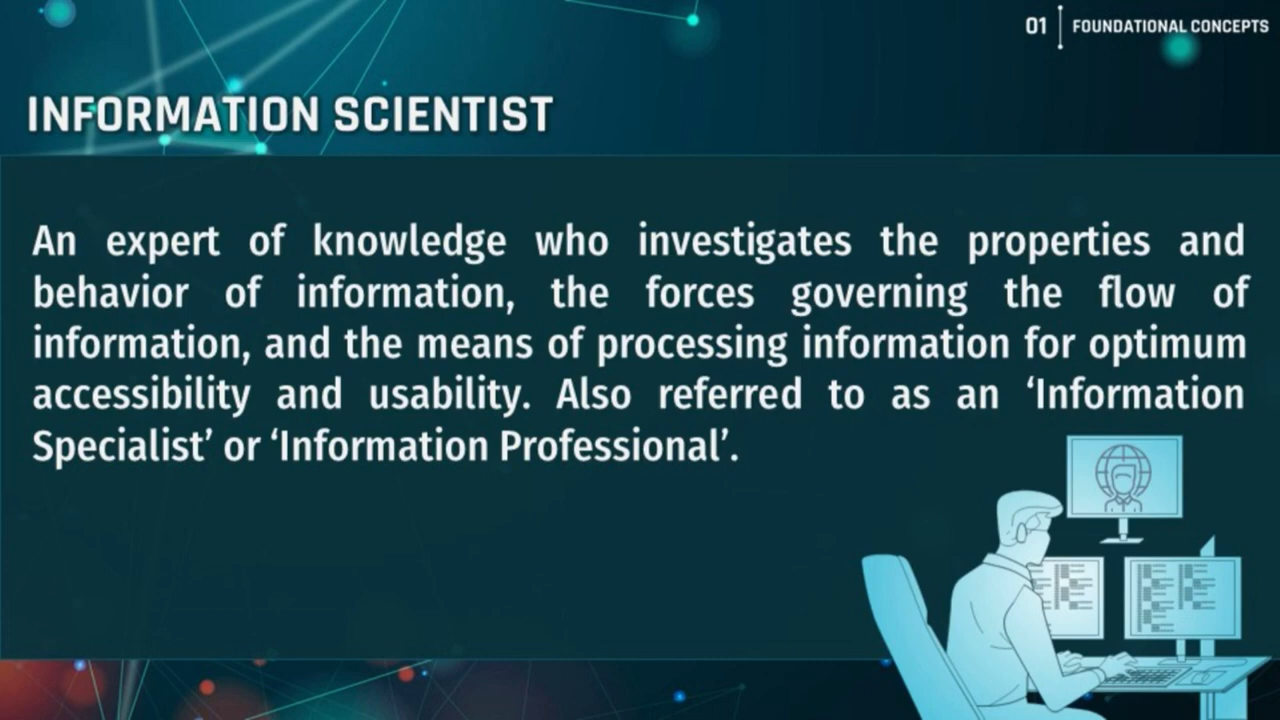 01 | FOUNDATIONAL CONCEPTS
INFORMATION SCIENTIST
An expert of knowledge who investigates the properties and
behavior of information, the forces governing the flow of
information, and the means of processing information for optimum
accessibility and usability. Also referred to as an ‘Information
Specialist’ or ‘Information Professional’.